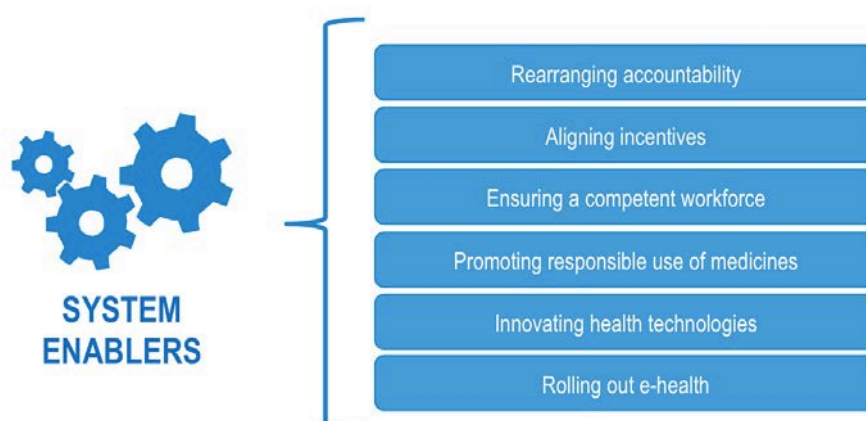 SYSTEM
ENABLERS
Rearranging accountability
Aligning incentives
Ensuring a competent workforce
Promoting responsible use of medicines
Innovating health technologies
Rolling out e-health